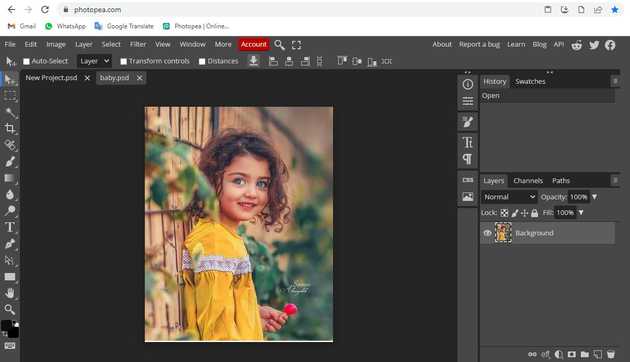 photopea.com
Gmail WhatsApp Google Translate Photopea | Online...
File Edit Image Layer Select Filter View Window More Account About Report a bug Learn Blog API
Auto-Select Layer Transform controls Distances
New Project.psd baby.psd
History Swatches
Open
CSS
Layers Channels Paths
Normal Opacity: 100%
Lock: Fill: 100%
Background